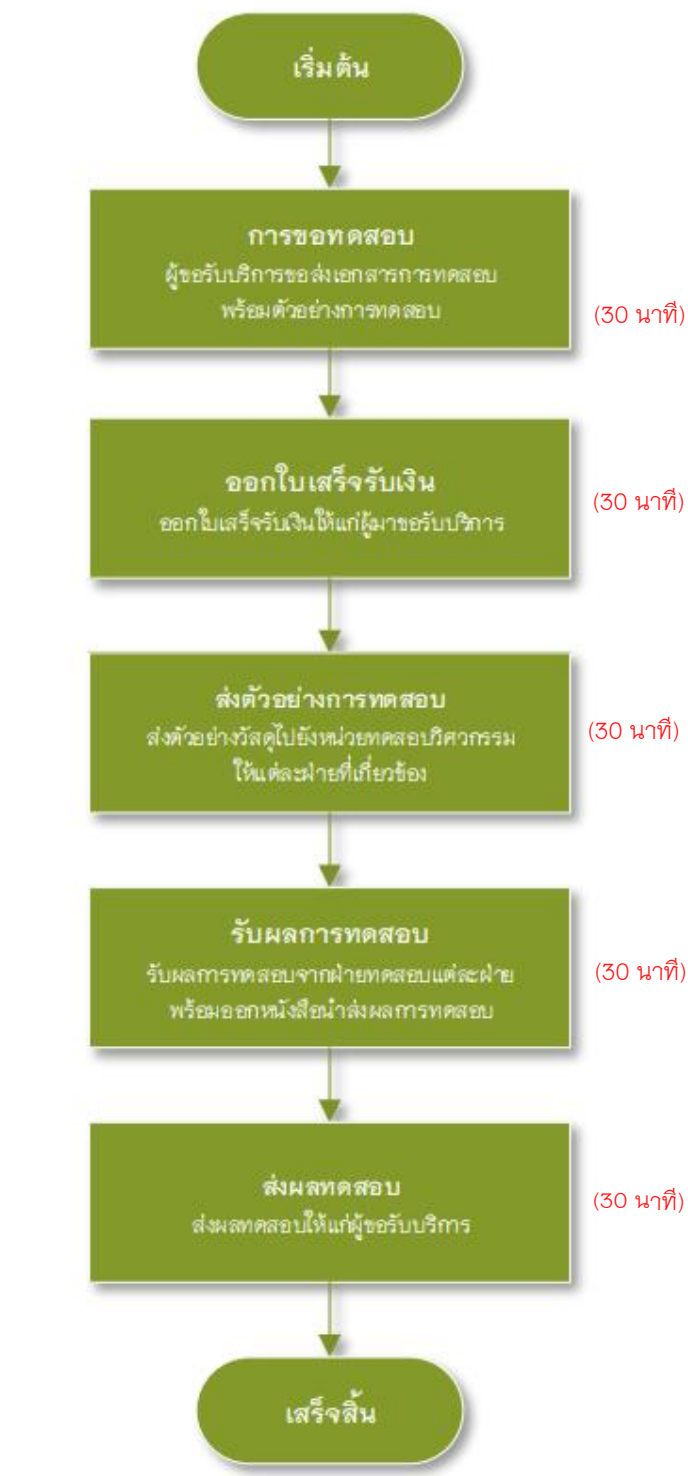 เริ่มต้น
การขอทดสอบ
ผู้ขอรับบริการขอส่งเอกสารการทดสอบ
พร้อมตัวอย่างการทดสอบ
(30 นาที)
ออกใบเสร็จรับเงิน
ออกใบเสร็จรับเงินให้แก่ผู้มาขอรับบริการ
(30 นาที)
ส่งตัวอย่างการทดสอบ
ส่งตัวอย่างวัสดุไปยังหน่วยทดสอบวิศวกรรม
ให้แต่ละฝ่ายที่เกี่ยวข้อง
(30 นาที)
รับผลการทดสอบ
รับผลการทดสอบจากฝ่ายทดสอบแต่ละฝ่าย
พร้อมออกหนังสือนำส่งผลการทดสอบ
(30 นาที)
ส่งผลทดสอบ
ส่งผลทดสอบให้แก่ผู้ขอรับบริการ
(30 นาที)
เสร็จสิ้น